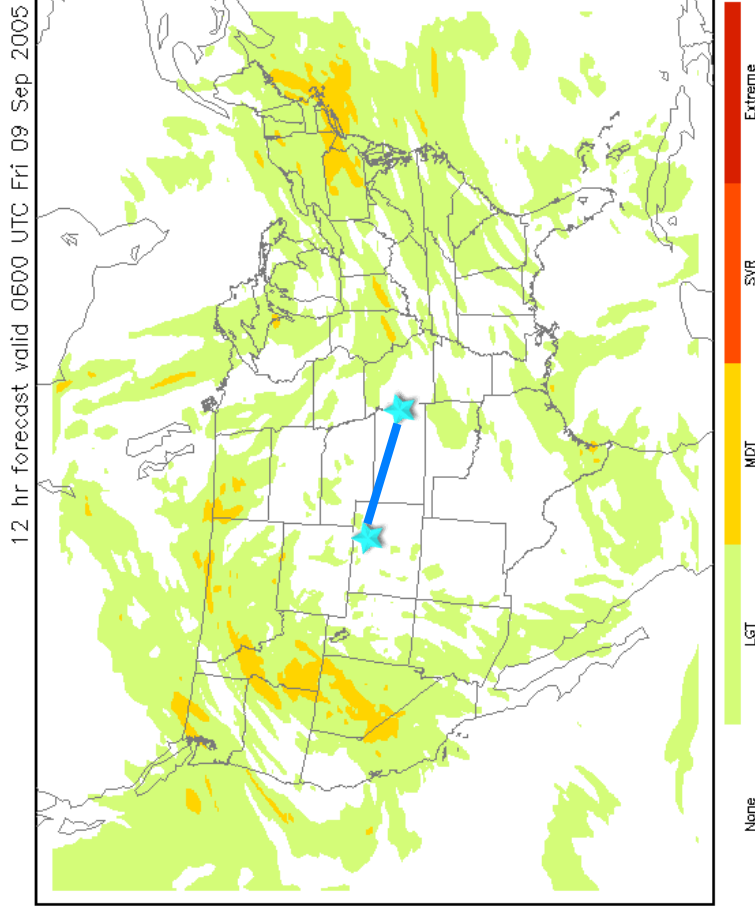 12 hr forecast valid 0600 UTC Fri 09 Sep 2005
None
LGT
MDT
SVR
Extreme